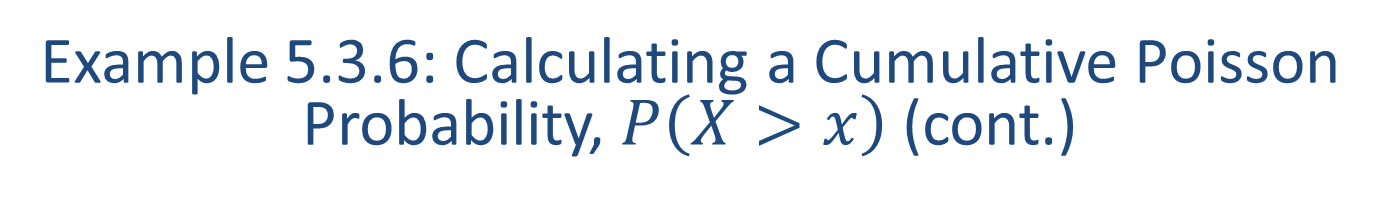 Example 5.3.6: Calculating a Cumulative Poisson
Probability, P(X > x) (cont.)